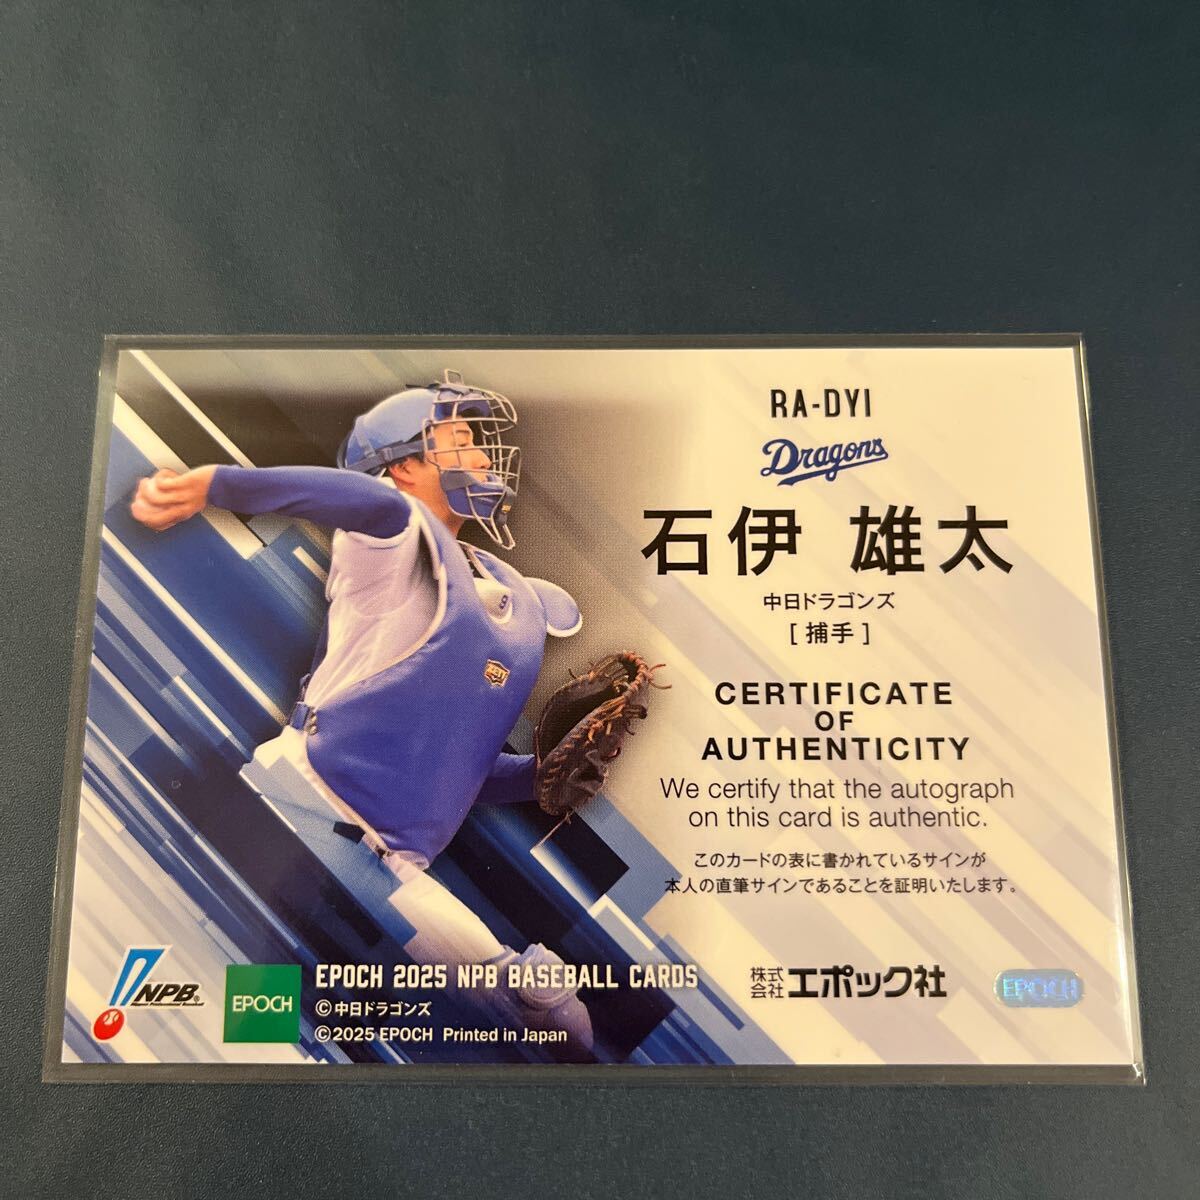 RA-DYI
Dragons
石伊 雄太
中日ドラゴンズ
[ 捕手 ]
CERTIFICATE
OF
AUTHENTICITY
We certify that the autograph
on this card is authentic.
このカードの表に書かれているサインが
本人の直筆サインであることを証明いたします。
NPB®
EPOCH
EPOCH 2025 NPB BASEBALL CARDS
©中日ドラゴンズ
©2025 EPOCH Printed in Japan
株式会社エポック社
EPOCH